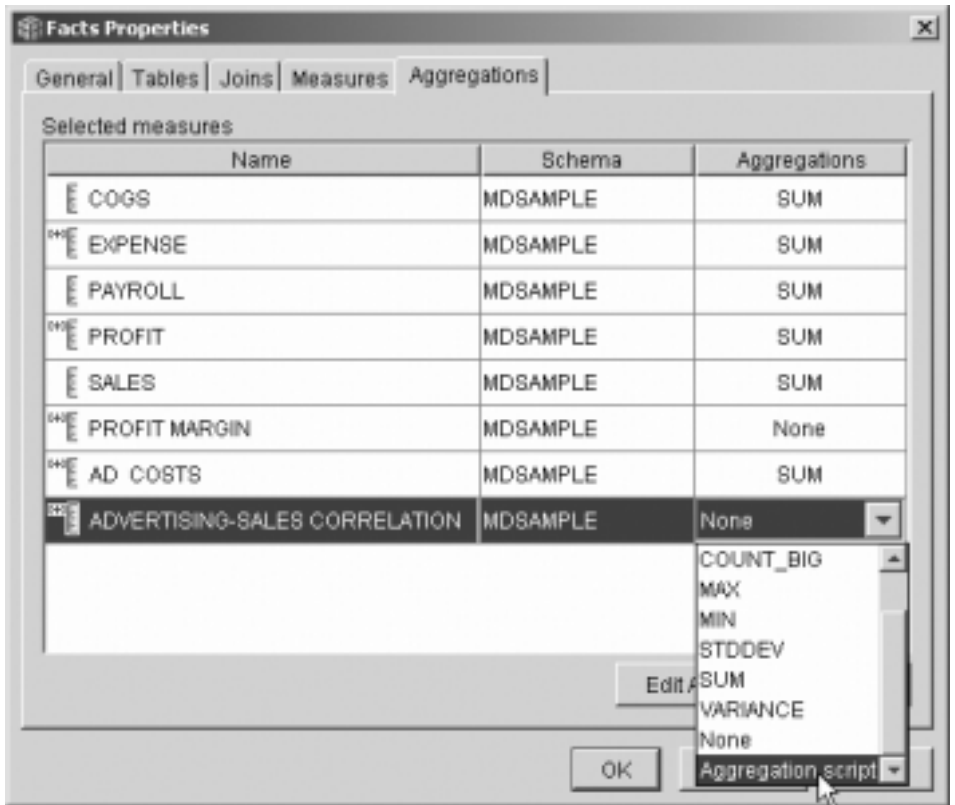 Facts Properties
General Tables Joins Measures Aggregations
Selected measures
Name Schema Aggregations
COGS MDSAMPLE SUM
EXPENSE MDSAMPLE SUM
PAYROLL MDSAMPLE SUM
PROFIT MDSAMPLE SUM
SALES MDSAMPLE SUM
PROFIT MARGIN MDSAMPLE None
AD COSTS MDSAMPLE SUM
ADVERTISING-SALES CORRELATION MDSAMPLE None
COUNT_BIG
MAX
MIN
STDDEV
Edit A SUM
VARIANCE
None
OK Aggregation script